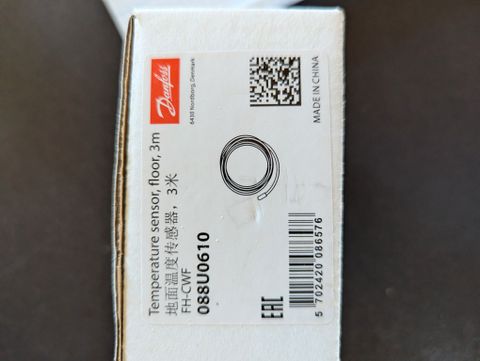 Danfoss
6430 Nordborg, Denmark
MADE IN CHINA
Temperature sensor, floor, 3m
地面温度传感器，3米
FH-CWF
088U0610
EAC
5 702420 086576